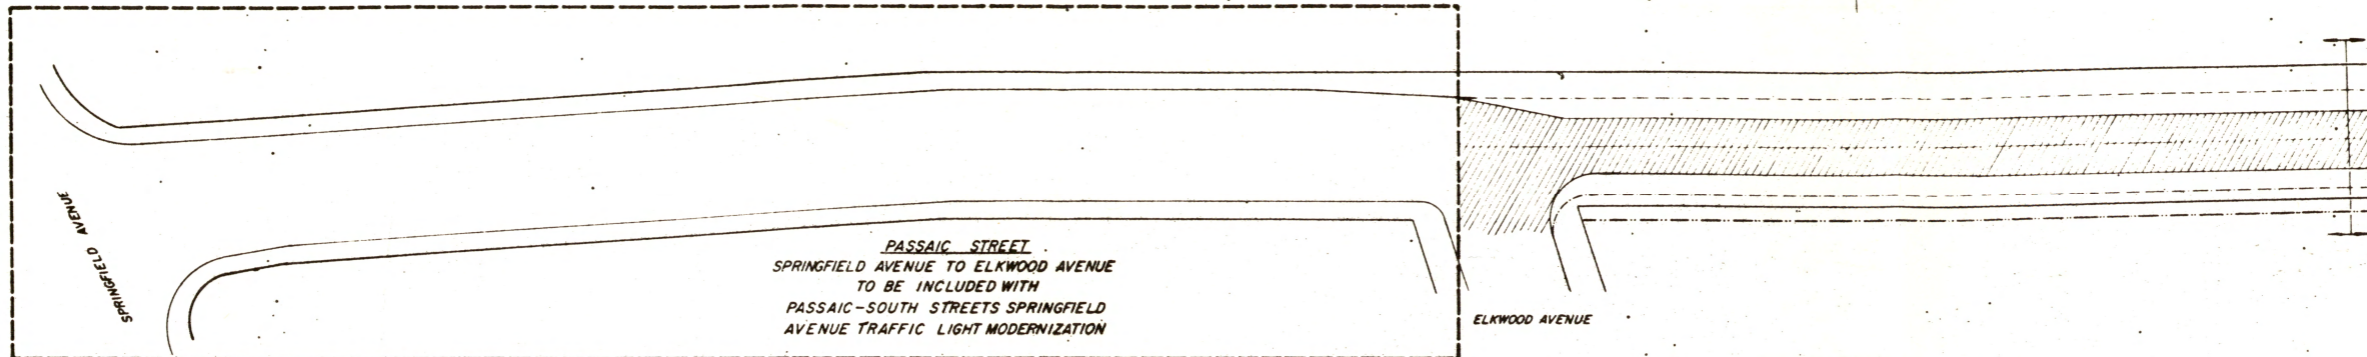 SPRINGFIELD AVENUE
PASSAIC STREET
SPRINGFIELD AVENUE TO ELKWOOD AVENUE
TO BE INCLUDED WITH
PASSAIC-SOUTH STREETS SPRINGFIELD
AVENUE TRAFFIC LIGHT MODERNIZATION
ELKWOOD AVENUE